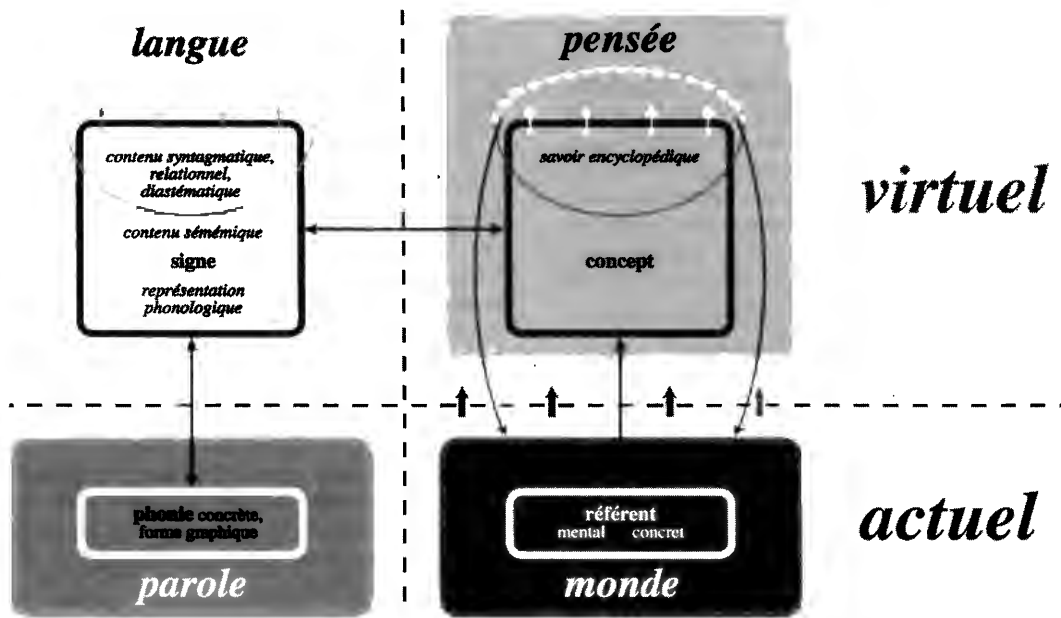 langue
pensée
contenu syntagmatique,
relationnel,
diastématique
contenu sémémique
signe
représentation
phonologique
savoir encyclopédique
concept
virtuel
phonie concrète,
forme graphique
parole
référent
mental concret
monde
actuel